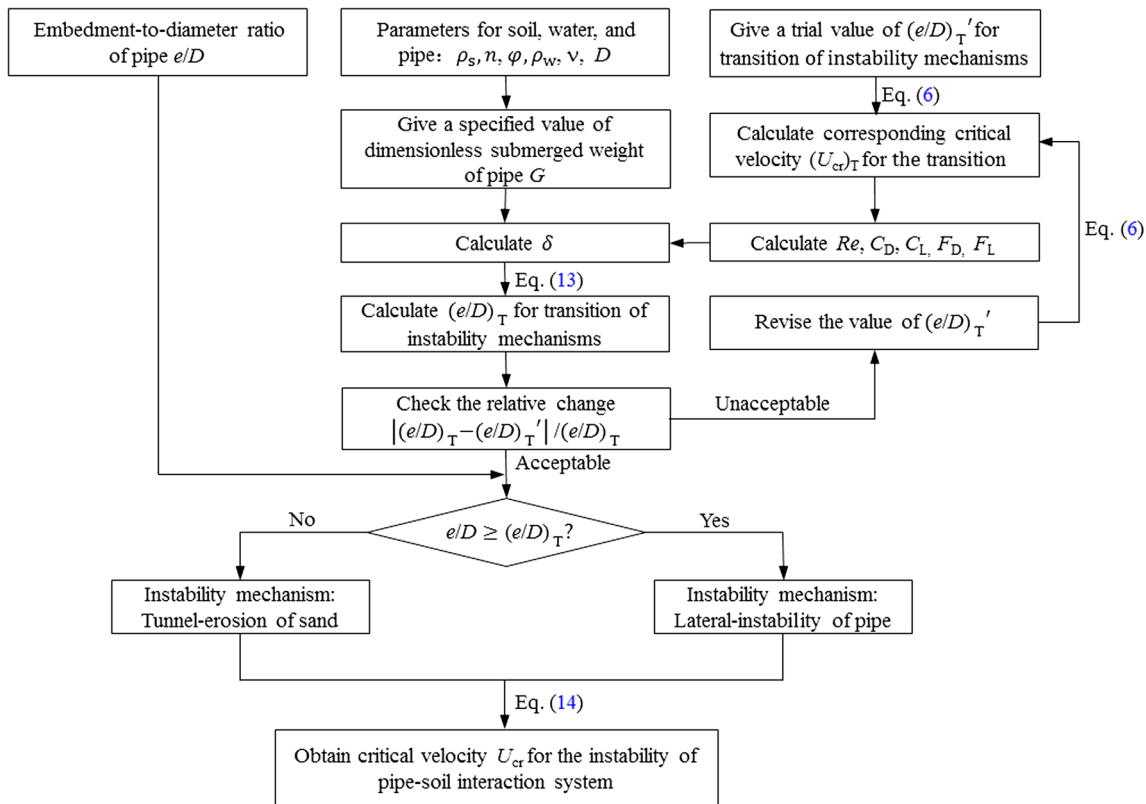 Embedment-to-diameter ratio
of pipe e/D
Parameters for soil, water, and
pipe: ρs, n, φ, ρw, ν, D
Give a trial value of (e/D)T′ for
transition of instability mechanisms
Eq. (6)
Give a specified value of
dimensionless submerged weight
of pipe G
Calculate corresponding critical
velocity (Ucr)T for the transition
Eq. (6)
Calculate δ
Calculate Re, CD, CL, FD, FL
Eq. (13)
Calculate (e/D)T for transition of
instability mechanisms
Revise the value of (e/D)T′
Check the relative change
|(e/D)T−(e/D)T′| /(e/D)T
Unacceptable
Acceptable
No
e/D ≥ (e/D)T?
Yes
Instability mechanism:
Tunnel-erosion of sand
Instability mechanism:
Lateral-instability of pipe
Eq. (14)
Obtain critical velocity Ucr for the instability of
pipe-soil interaction system